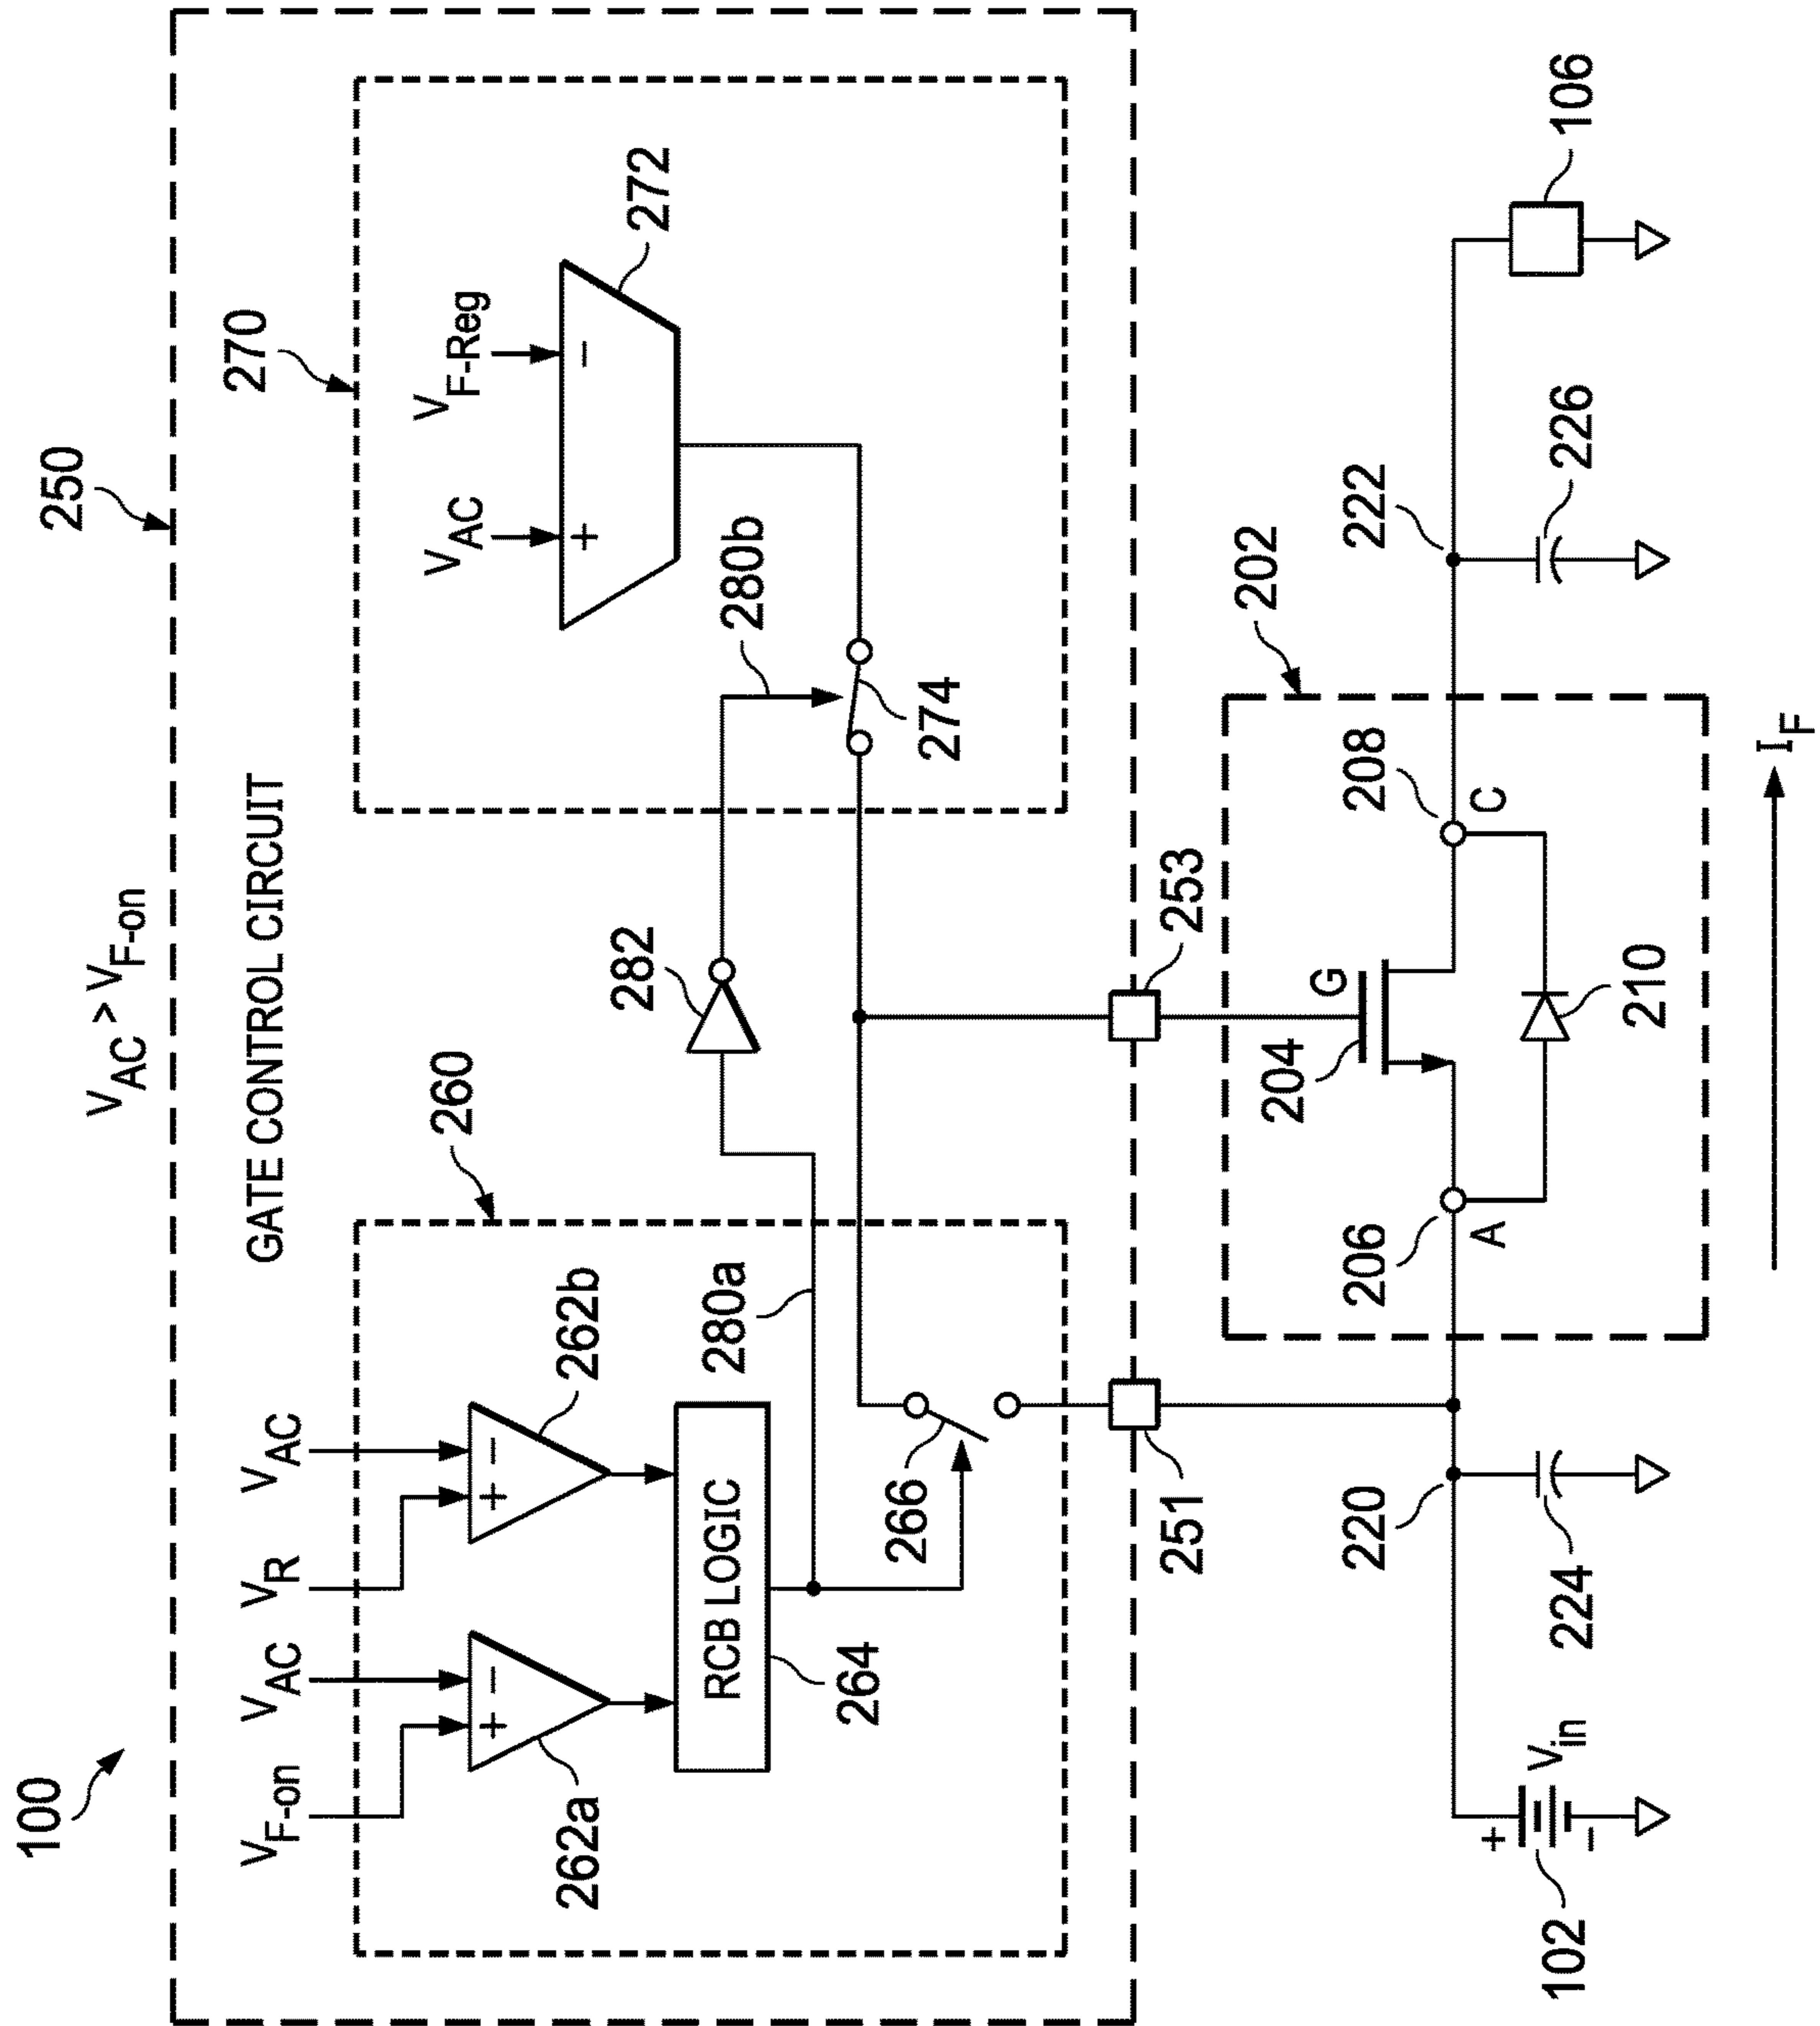 100
V_AC > V_F-on
250
GATE CONTROL CIRCUIT
260
270
V_F-on
V_AC
V_R
V_AC
+
−
+
−
262a
262b
RCB LOGIC
264
280a
266
282
V_AC
V_F-Reg
+
−
272
280b
274
251
253
202
220
224
206
A
204
G
208
C
210
222
226
106
102
+
−
V_in
I_F